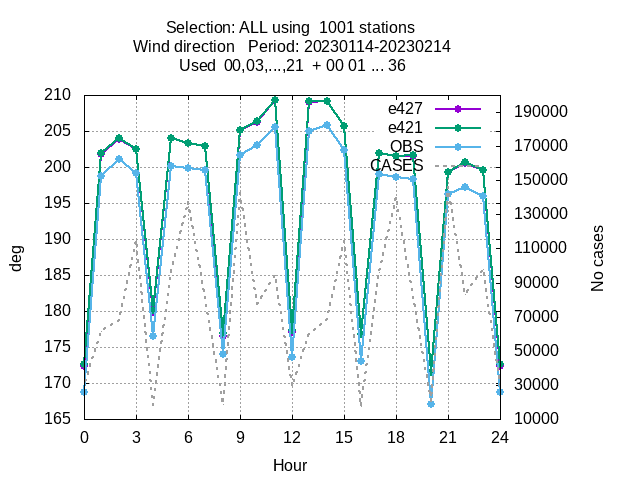 Selection: ALL using  1001 stations
Wind direction   Period: 20230114-20230214
Used  00,03,...,21  + 00 01 ... 36
210
205
200
195
190
185
180
175
170
165
deg
e427
e421
OBS
CASES
190000
170000
150000
130000
110000
90000
70000
50000
30000
10000
No cases
0 3 6 9 12 15 18 21 24
Hour